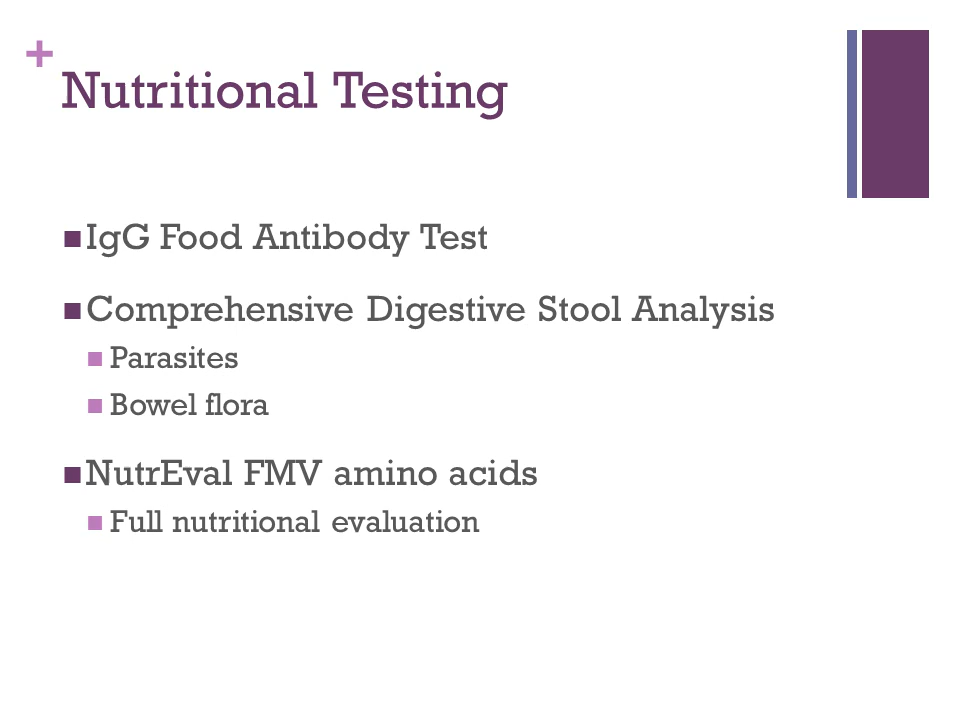 +
Nutritional Testing
IgG Food Antibody Test
Comprehensive Digestive Stool Analysis
Parasites
Bowel flora
NutrEval FMV amino acids
Full nutritional evaluation